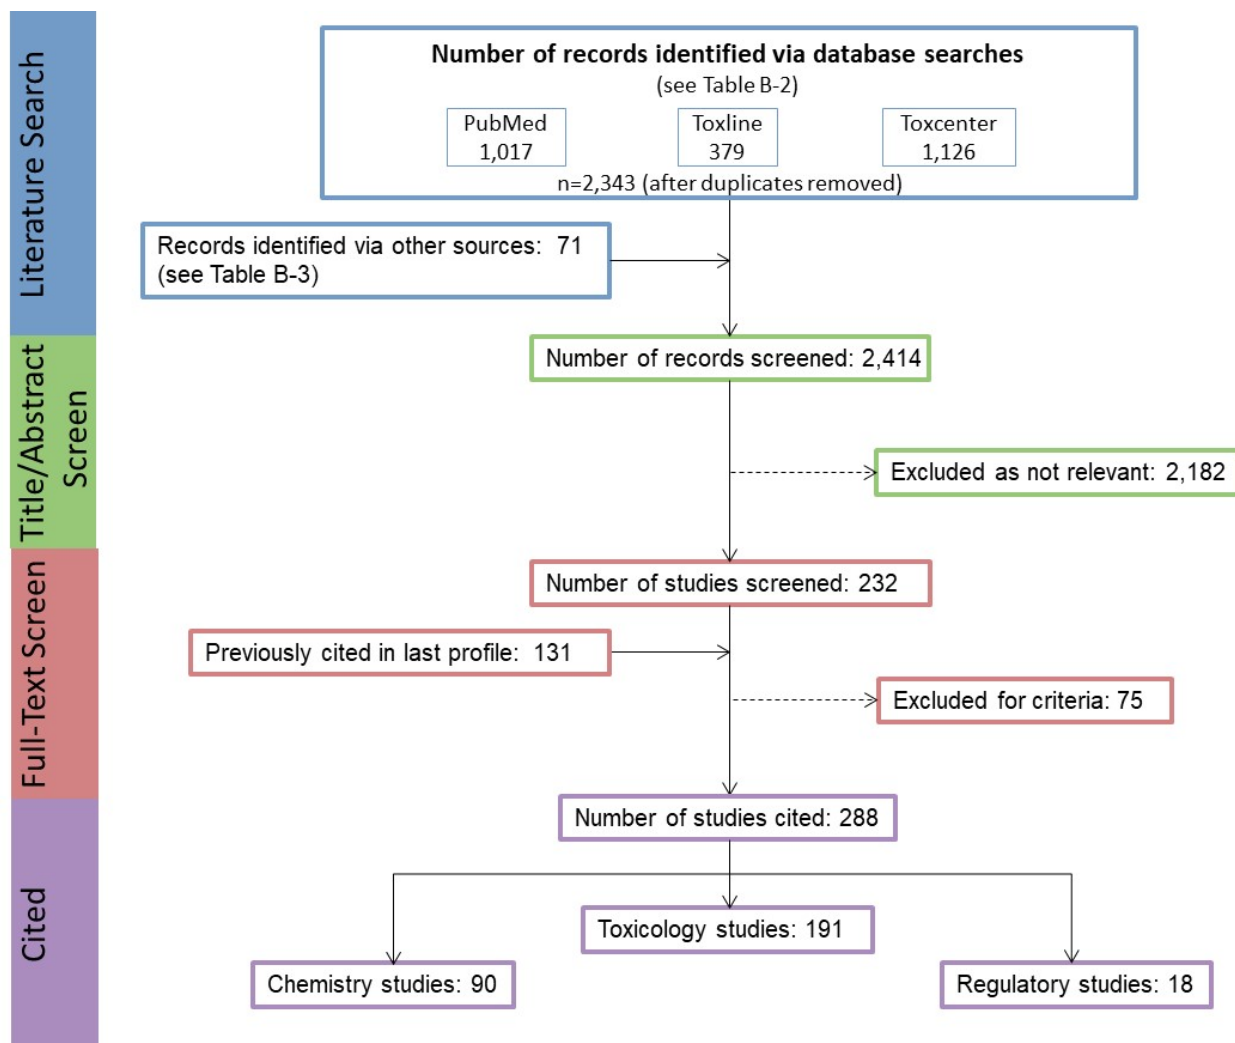 Literature Search
Number of records identified via database searches
(see Table B-2)
PubMed
1,017
Toxline
379
Toxcenter
1,126
n=2,343 (after duplicates removed)
Records identified via other sources: 71
(see Table B-3)
Title/Abstract
Screen
Number of records screened: 2,414
Excluded as not relevant: 2,182
Full-Text Screen
Number of studies screened: 232
Previously cited in last profile: 131
Excluded for criteria: 75
Cited
Number of studies cited: 288
Toxicology studies: 191
Chemistry studies: 90
Regulatory studies: 18